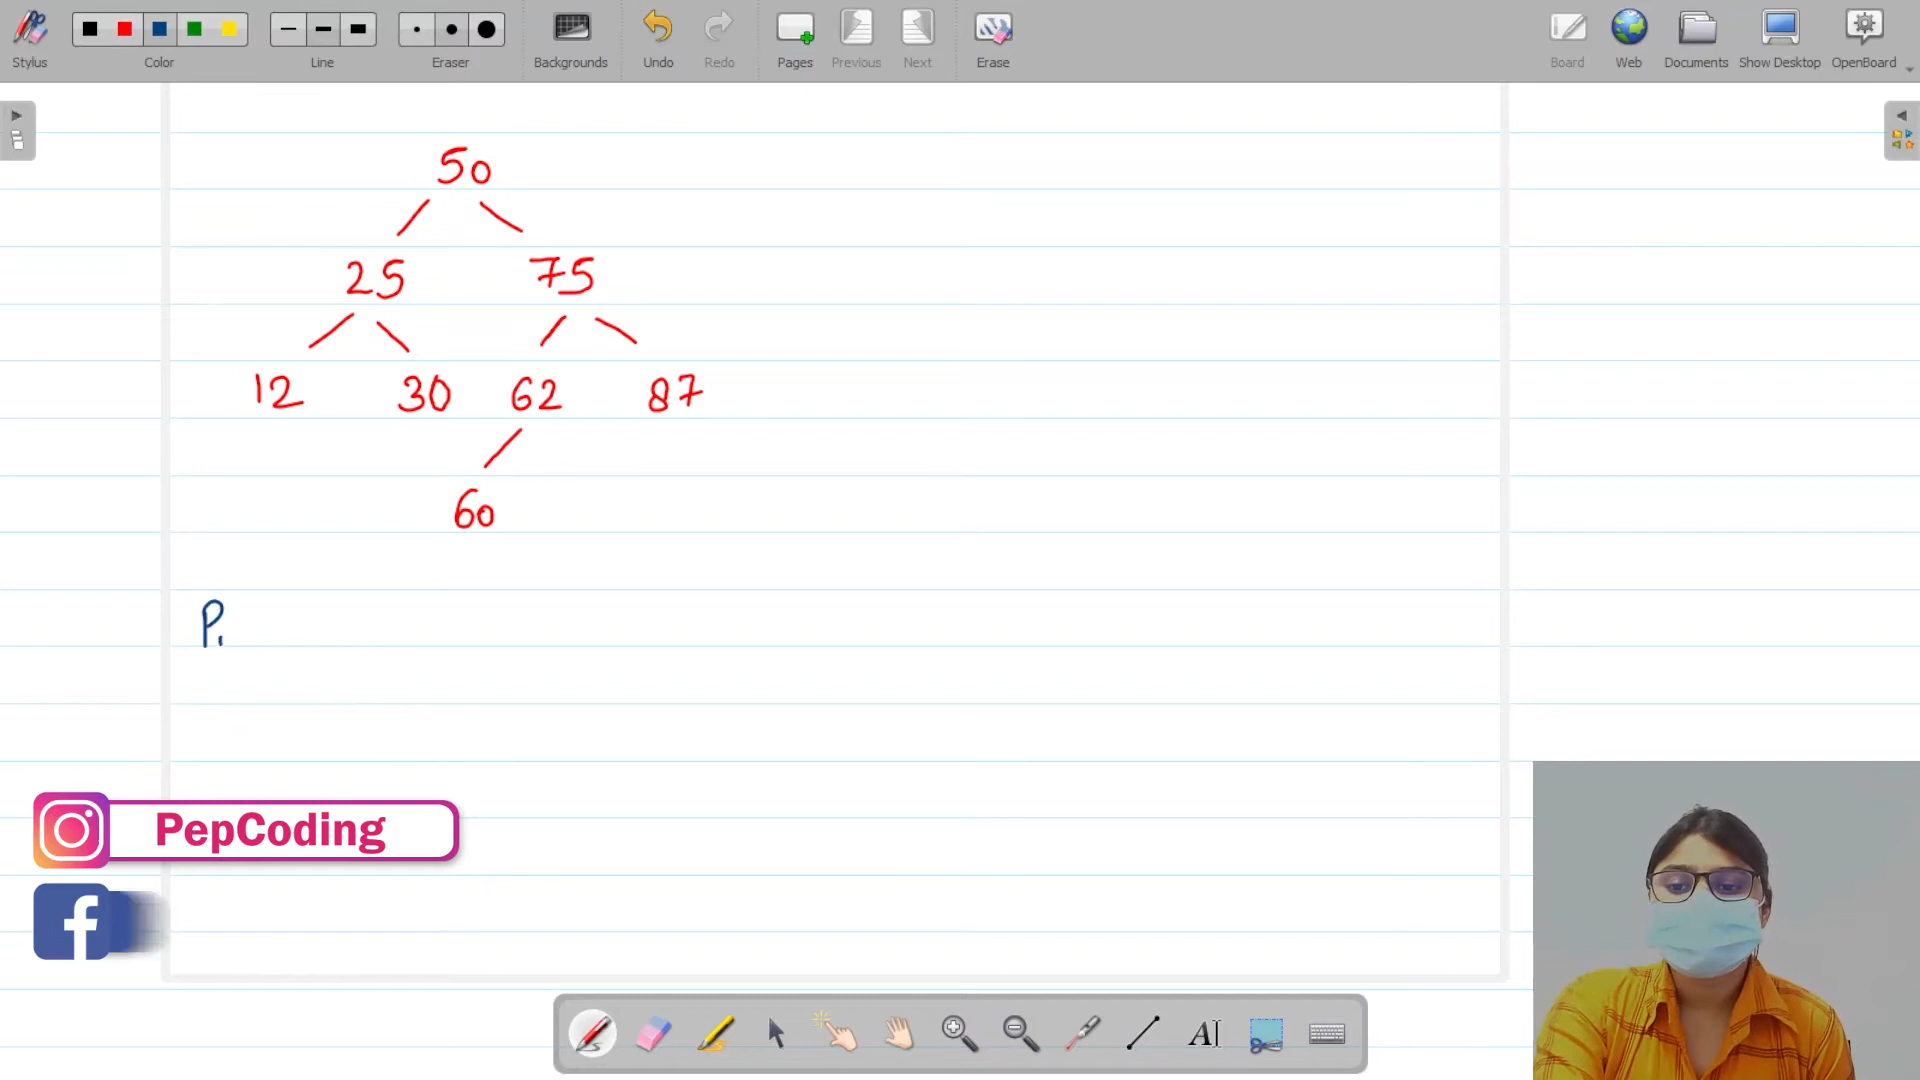 Stylus Color Line Eraser Backgrounds Undo Redo Pages Previous Next Erase Board Web Documents Show Desktop OpenBoard
50
25 75
12 30 62 87
60
P.
PepCoding
f
A